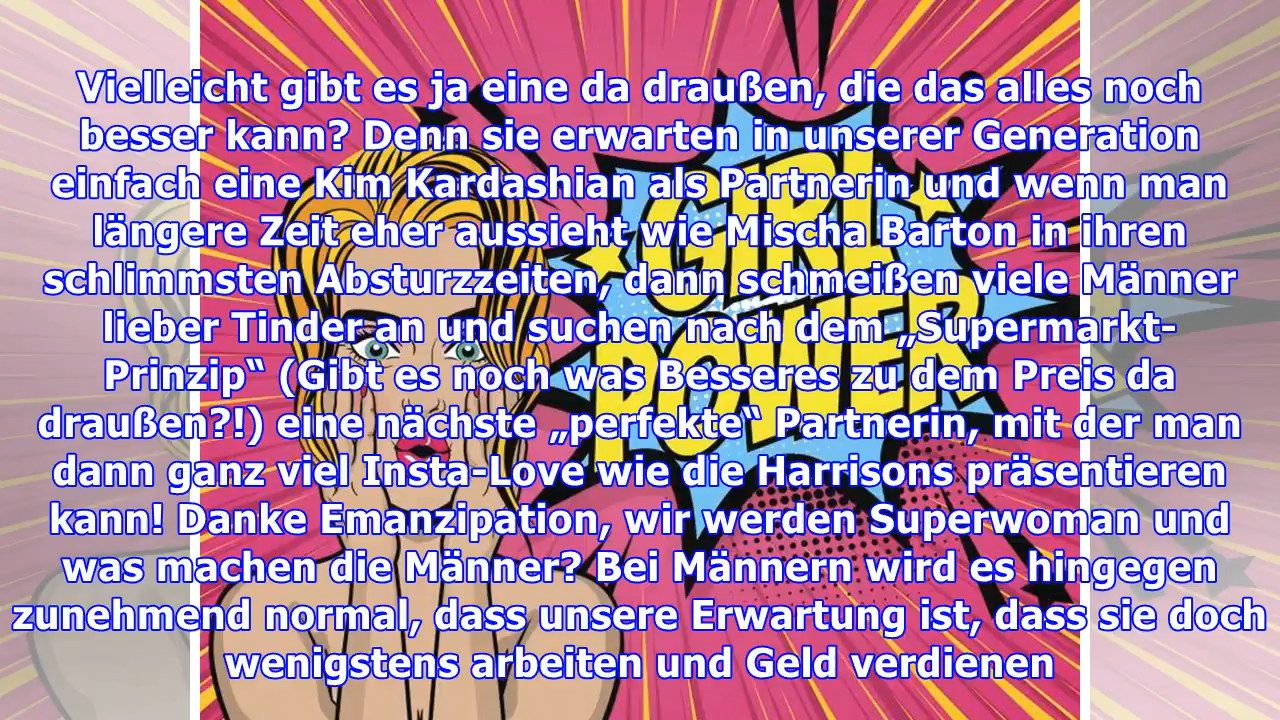 Vielleicht gibt es ja eine da draußen, die das alles noch
besser kann? Denn sie erwarten in unserer Generation
einfach eine Kim Kardashian als Partnerin und wenn man
längere Zeit eher aussieht wie Mischa Barton in ihren
schlimmsten Absturzzeiten, dann schmeißen viele Männer
lieber Tinder an und suchen nach dem „Supermarkt-
Prinzip“ (Gibt es noch was Besseres zu dem Preis da
draußen?!) eine nächste „perfekte“ Partnerin, mit der man
dann ganz viel Insta-Love wie die Harrisons präsentieren
kann! Danke Emanzipation, wir werden Superwoman und
was machen die Männer? Bei Männern wird es hingegen
zunehmend normal, dass unsere Erwartung ist, dass sie doch
wenigstens arbeiten und Geld verdienen
GIRL
POWER